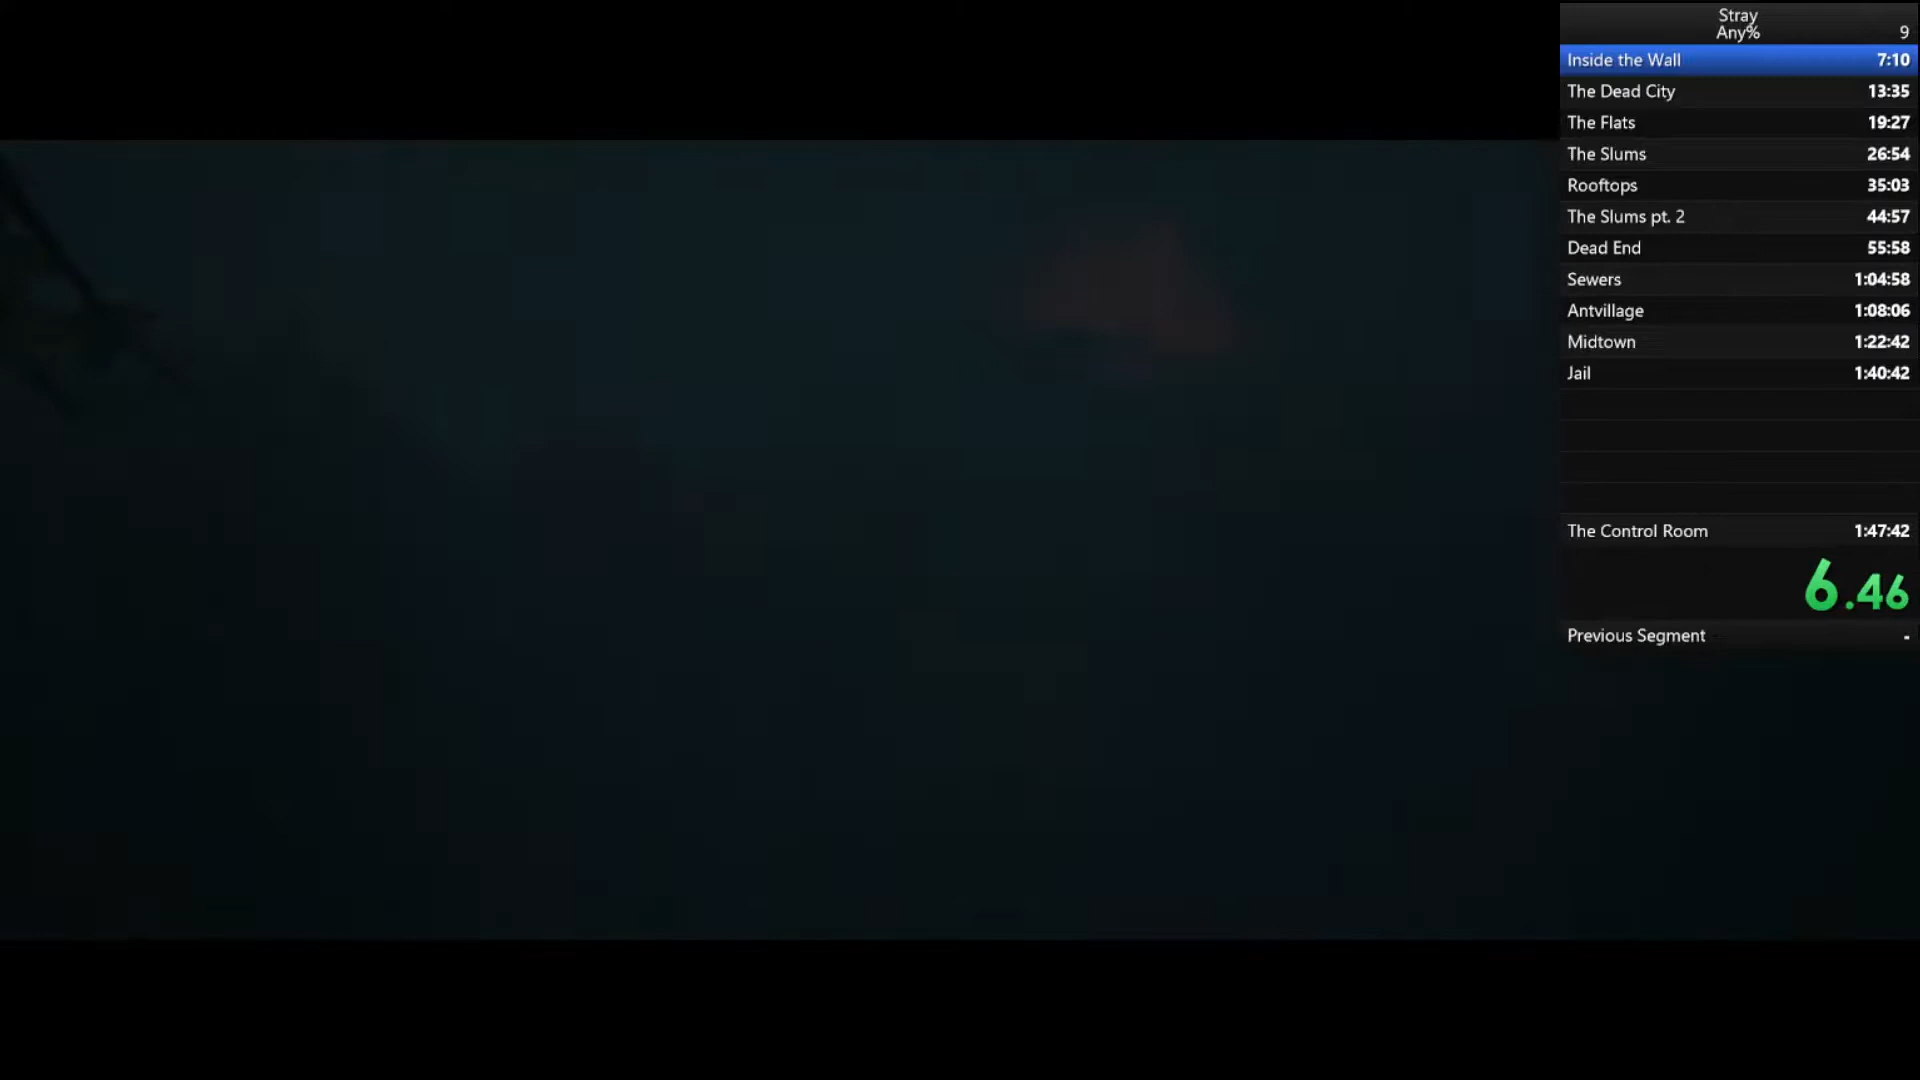 Stray
Any% 9
Inside the Wall 7:10
The Dead City 13:35
The Flats 19:27
The Slums 26:54
Rooftops 35:03
The Slums pt. 2 44:57
Dead End 55:58
Sewers 1:04:58
Antvillage 1:08:06
Midtown 1:22:42
Jail 1:40:42
The Control Room 1:47:42
6.46
Previous Segment -